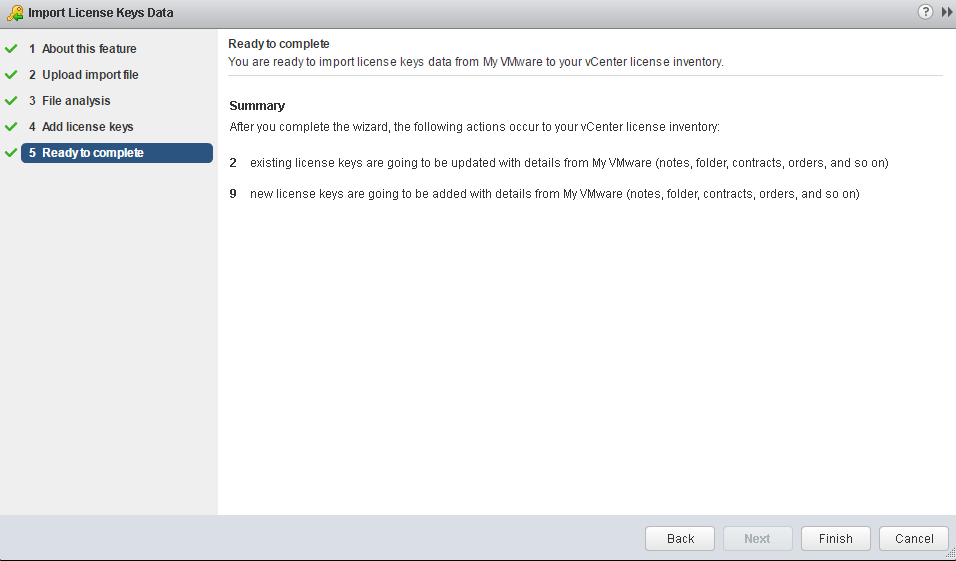 Import License Keys Data
?
1 About this feature
2 Upload import file
3 File analysis
4 Add license keys
5 Ready to complete
Ready to complete
You are ready to import license keys data from My VMware to your vCenter license inventory.
Summary
After you complete the wizard, the following actions occur to your vCenter license inventory:
2 existing license keys are going to be updated with details from My VMware (notes, folder, contracts, orders, and so on)
9 new license keys are going to be added with details from My VMware (notes, folder, contracts, orders, and so on)
Back Next Finish Cancel